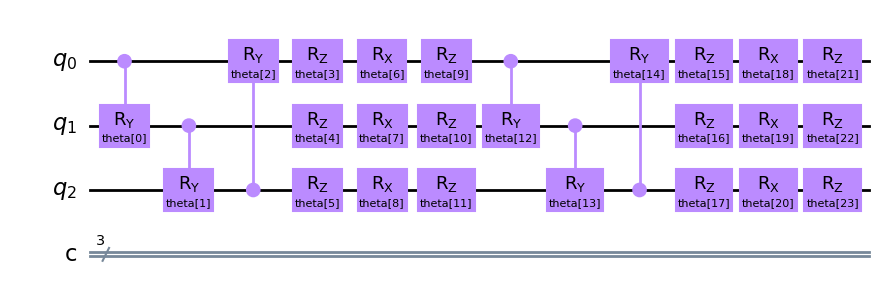 q0 RY theta[2] RZ theta[3] RX theta[6] RZ theta[9] RY theta[14] RZ theta[15] RX theta[18] RZ theta[21]
q1 RY theta[0] RZ theta[4] RX theta[7] RZ theta[10] RY theta[12] RZ theta[16] RX theta[19] RZ theta[22]
q2 RY theta[1] RZ theta[5] RX theta[8] RZ theta[11] RY theta[13] RZ theta[17] RX theta[20] RZ theta[23]
c 3